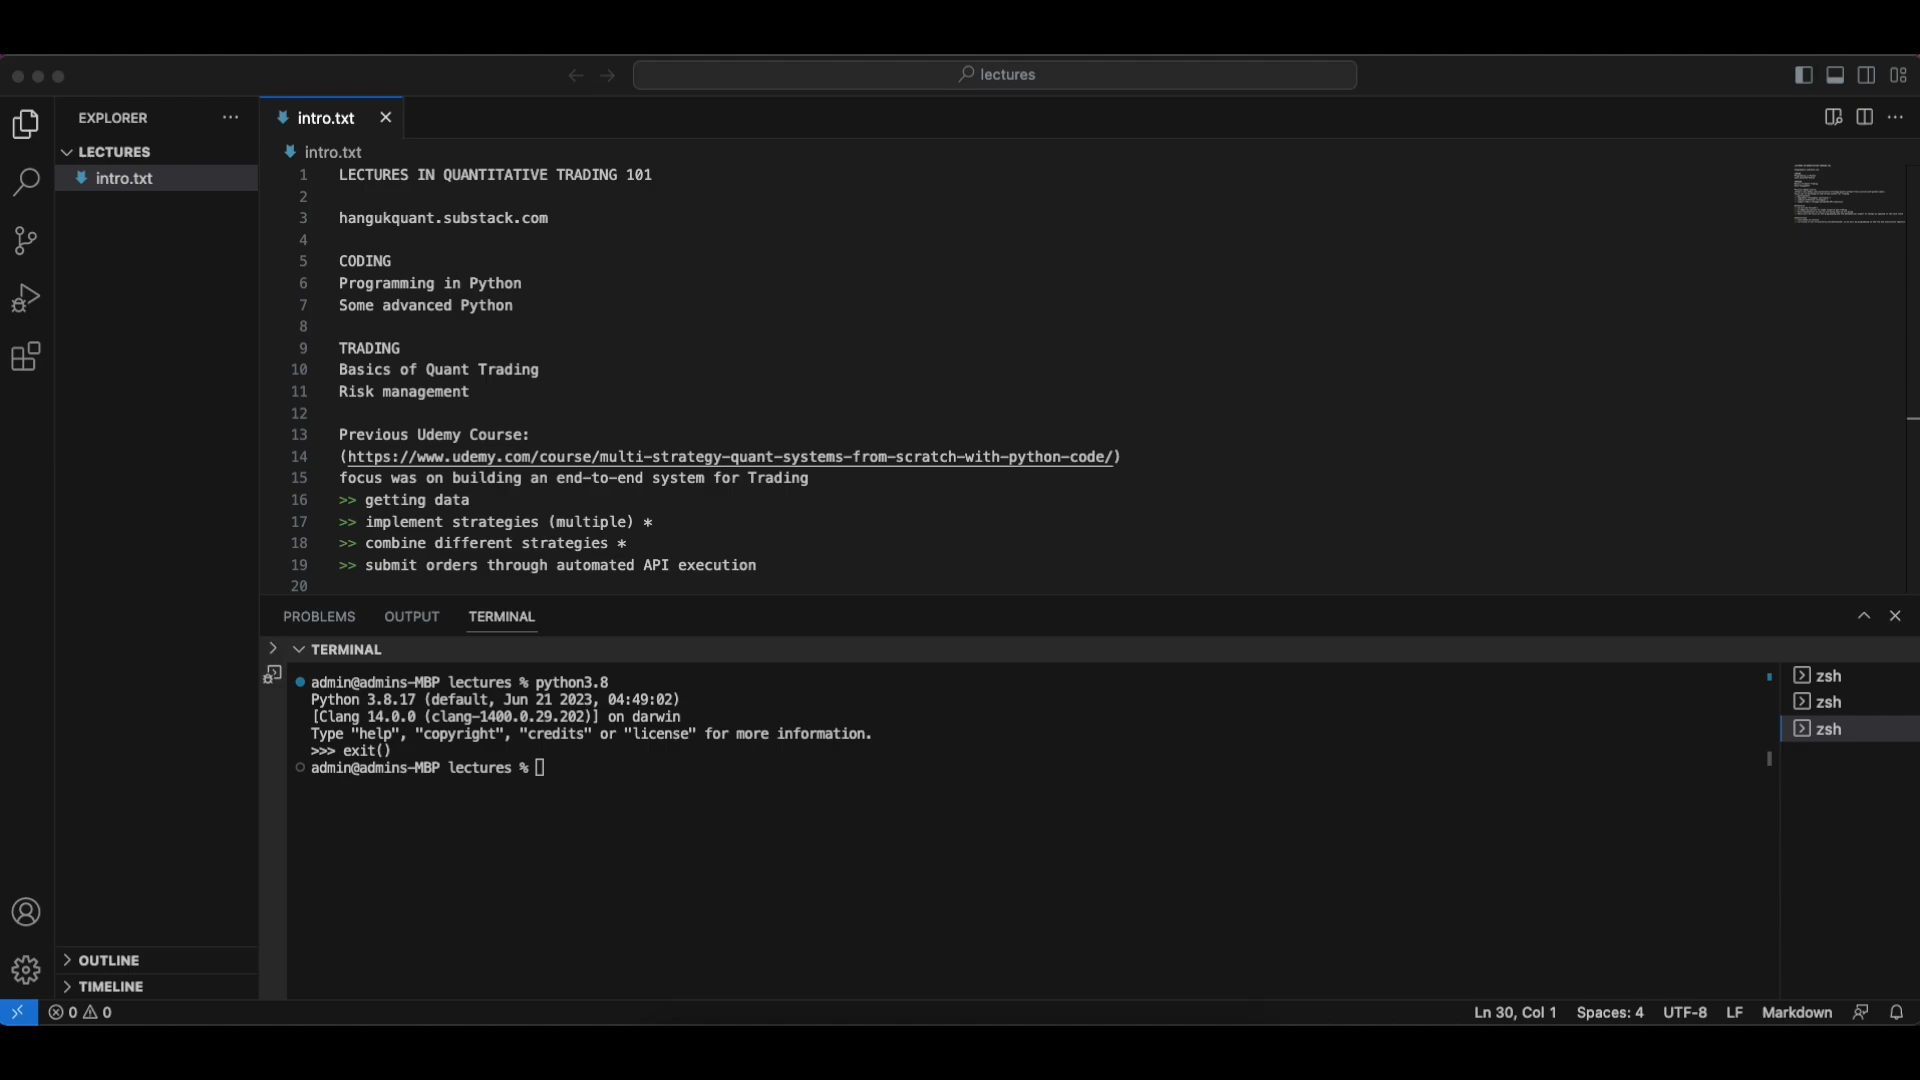 lectures
EXPLORER
LECTURES
intro.txt
intro.txt
intro.txt
1 LECTURES IN QUANTITATIVE TRADING 101
2
3 hangukquant.substack.com
4
5 CODING
6 Programming in Python
7 Some advanced Python
8
9 TRADING
10 Basics of Quant Trading
11 Risk management
12
13 Previous Udemy Course:
14 (https://www.udemy.com/course/multi-strategy-quant-systems-from-scratch-with-python-code/)
15 focus was on building an end-to-end system for Trading
16 >> getting data
17 >> implement strategies (multiple) *
18 >> combine different strategies *
19 >> submit orders through automated API execution
20
PROBLEMS OUTPUT TERMINAL
TERMINAL
admin@admins-MBP lectures % python3.8
Python 3.8.17 (default, Jun 21 2023, 04:49:02)
[Clang 14.0.0 (clang-1400.0.29.202)] on darwin
Type "help", "copyright", "credits" or "license" for more information.
>>> exit()
admin@admins-MBP lectures %
zsh
zsh
zsh
OUTLINE
TIMELINE
0 0
Ln 30, Col 1 Spaces: 4 UTF-8 LF Markdown